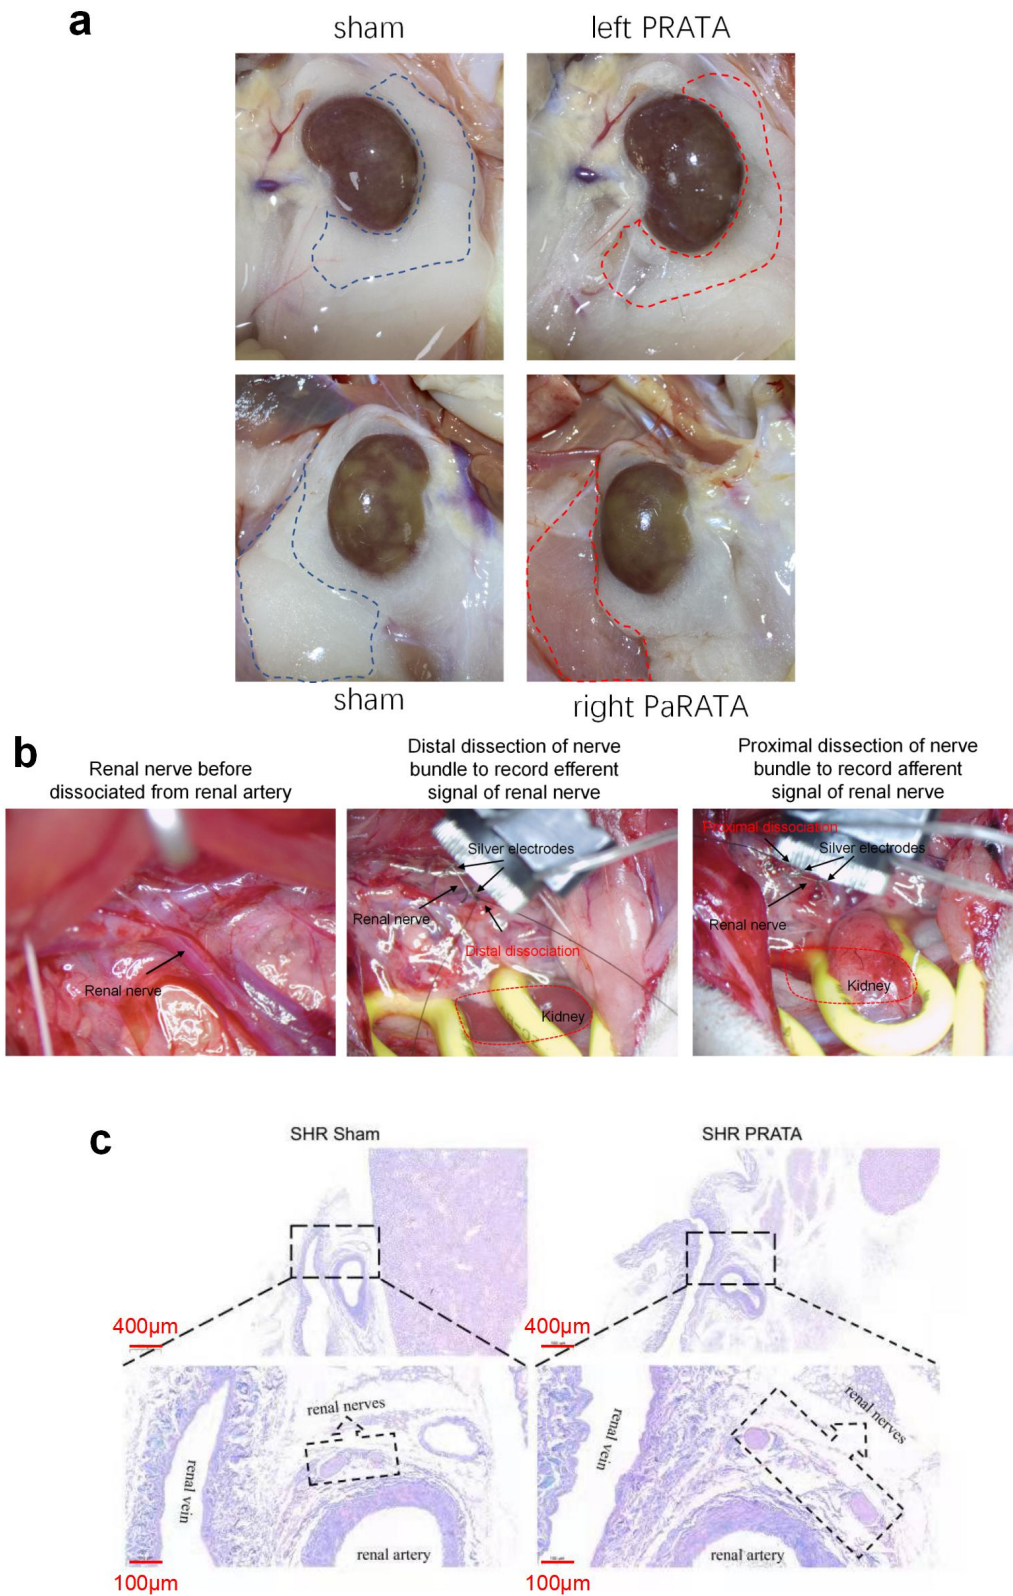 a
sham
left PRATA
sham
right PaRATA
b
Renal nerve before
dissociated from renal artery
Distal dissection of nerve
bundle to record efferent
signal of renal nerve
Proximal dissection of nerve
bundle to record afferent
signal of renal nerve
Renal nerve
Silver electrodes
Renal nerve
Distal dissociation
Kidney
Proximal dissociation
Silver electrodes
Renal nerve
Kidney
c
SHR Sham
SHR PRATA
400µm
400µm
renal nerves
renal vein
renal artery
renal nerves
renal vein
renal artery
100µm
100µm